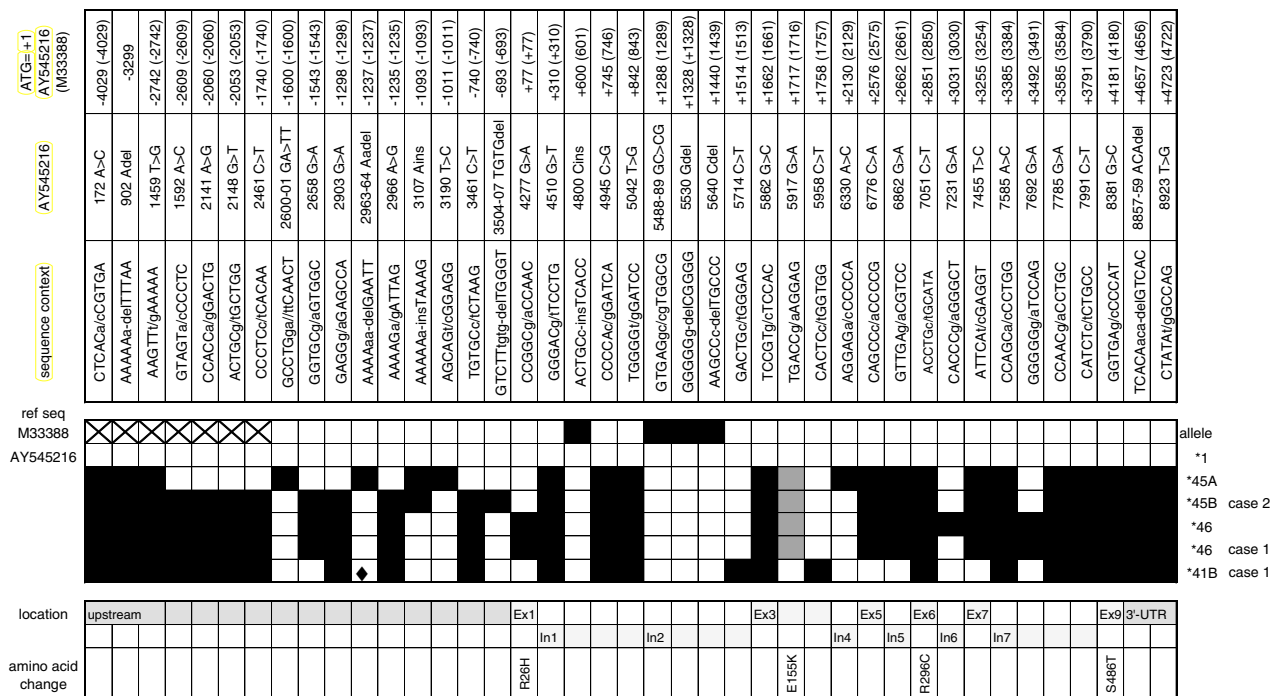 ATG= +1
AY545216
(M33388)
-4029 (-4029)
-3299
-2742 (-2742)
-2609 (-2609)
-2060 (-2060)
-2053 (-2053)
-1740 (-1740)
-1600 (-1600)
-1543 (-1543)
-1298 (-1298)
-1237 (-1237)
-1235 (-1235)
-1093 (-1093)
-1011 (-1011)
-740 (-740)
-693 (-693)
+77 (+77)
+310 (+310)
+600 (601)
+745 (746)
+842 (843)
+1288 (1289)
+1328 (+1328)
+1440 (1439)
+1514 (1513)
+1662 (1661)
+1717 (1716)
+1758 (1757)
+2130 (2129)
+2576 (2575)
+2662 (2661)
+2851 (2850)
+3031 (3030)
+3255 (3254)
+3385 (3384)
+3492 (3491)
+3585 (3584)
+3791 (3790)
+4181 (4180)
+4657 (4656)
+4723 (4722)
AY545216
172 A>C
902 Adel
1459 T>G
1592 A>C
2141 A>G
2148 G>T
2461 C>T
2600-01 GA>TT
2658 G>A
2903 G>A
2963-64 Aadel
2966 A>G
3107 Ains
3190 T>C
3461 C>T
3504-07 TGTGdel
4277 G>A
4510 G>T
4800 Cins
4945 C>G
5042 T>G
5488-89 GC>CG
5530 Gdel
5640 Cdel
5714 C>T
5862 G>C
5917 G>A
5958 C>T
6330 A>C
6776 C>A
6862 G>A
7051 C>T
7231 G>A
7455 T>C
7585 A>C
7692 G>A
7785 G>A
7991 C>T
8381 G>C
8857-59 ACAdel
8923 T>G
sequence context
CTCACa/cCGTGA
AAAAAa-delTTTAA
AAGTTt/gAAAAA
GTAGTa/cCCCTC
CCACCa/gGACTG
ACTGCg/tGCTGG
CCCTCc/tCACAA
GCCTGga//ttCAACT
GGTGCg/aGTGGC
GAGGGg/aGAGCCA
AAAAaa-delGAATT
AAAAGa/gATTAG
AAAAAA-insTAAAG
AGCAGt/cGGAGG
TGTGCc/tCTAAG
GTCTTtgtg-delTGGGT
CCGGCg/aCCAAC
GGGACg/tTCCTG
ACTGCc-insTCACC
CCCCAc/gGATCA
TGGGGt/gGATCC
GTGAGgc/cgTGGCG
GGGGGg-delCGGGG
AAGCCc-delTGCCC
GACTGc/tGGGAG
TCCGTg/cTCCAC
TGACCg/aAGGAG
CACTCc/tGGTGG
AGGAGa/cCCCCA
CAGCCc/aCCCCG
GTTGAg/aCGTCC
ACCTGc/tGCATA
CACCCg/aGGGCT
ATTCAt/cGAGGT
CCAGCa/cCCTGG
GGGGGg/aTCCAG
CCAACg/aCCTGC
CATCTc/tCTGCC
GGTGAg/cCCCAT
TCACAaca-delGTCAC
CTATAt/gGCCAG
ref seq
M33388 allele
AY545216 *1
*45A
*45B case 2
*46
*46 case 1
*41B case 1
location upstream Ex1 Ex3 Ex5 Ex6 Ex7 Ex9 3'-UTR
In1 In2 In4 In5 In6 In7
amino acid
change
R26H
E155K
R296C
S486T